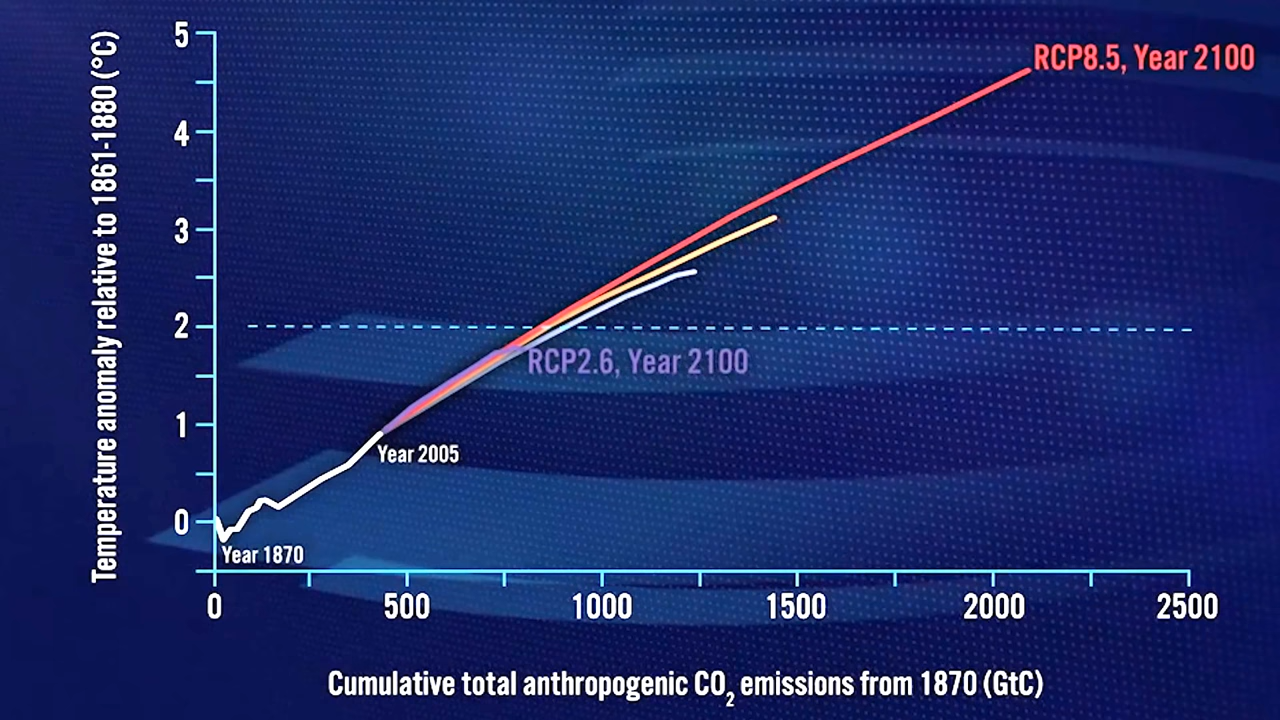 Temperature anomaly relative to 1861-1880 (°C)
5
4
3
2
1
0
RCP8.5, Year 2100
RCP2.6, Year 2100
Year 2005
Year 1870
0 500 1000 1500 2000 2500
Cumulative total anthropogenic CO₂ emissions from 1870 (GtC)